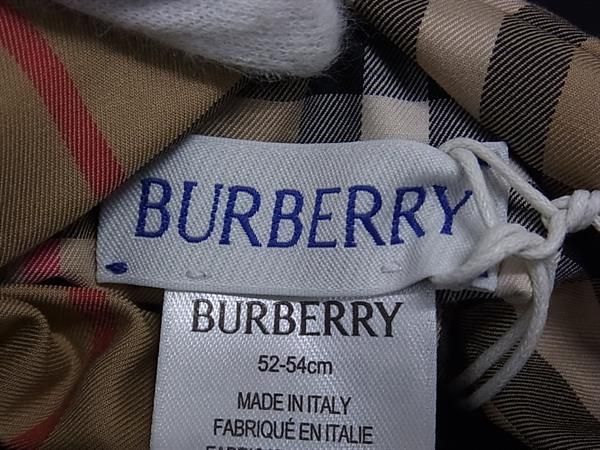 BURBERRY
BURBERRY
52-54cm
MADE IN ITALY
FABRIQUÉ EN ITALIE